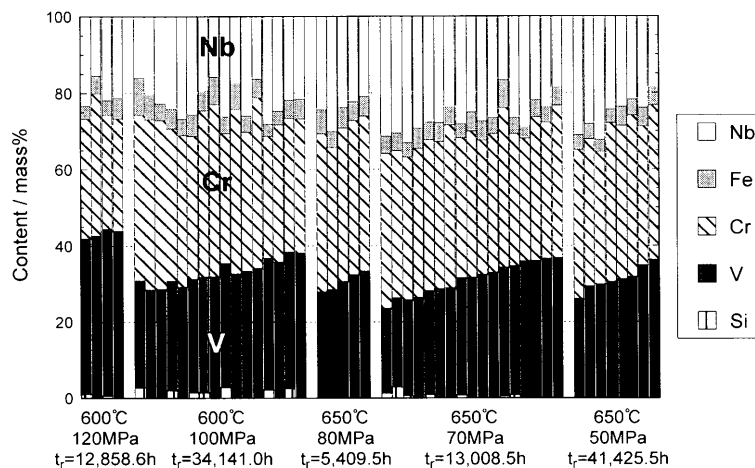 100
80
60
40
20
0
Content / mass%
Nb
Cr
V
Nb
Fe
Cr
V
Si
600℃ 600℃ 650℃ 650℃ 650℃
120MPa 100MPa 80MPa 70MPa 50MPa
tr=12,858.6h tr=34,141.0h tr=5,409.5h tr=13,008.5h tr=41,425.5h